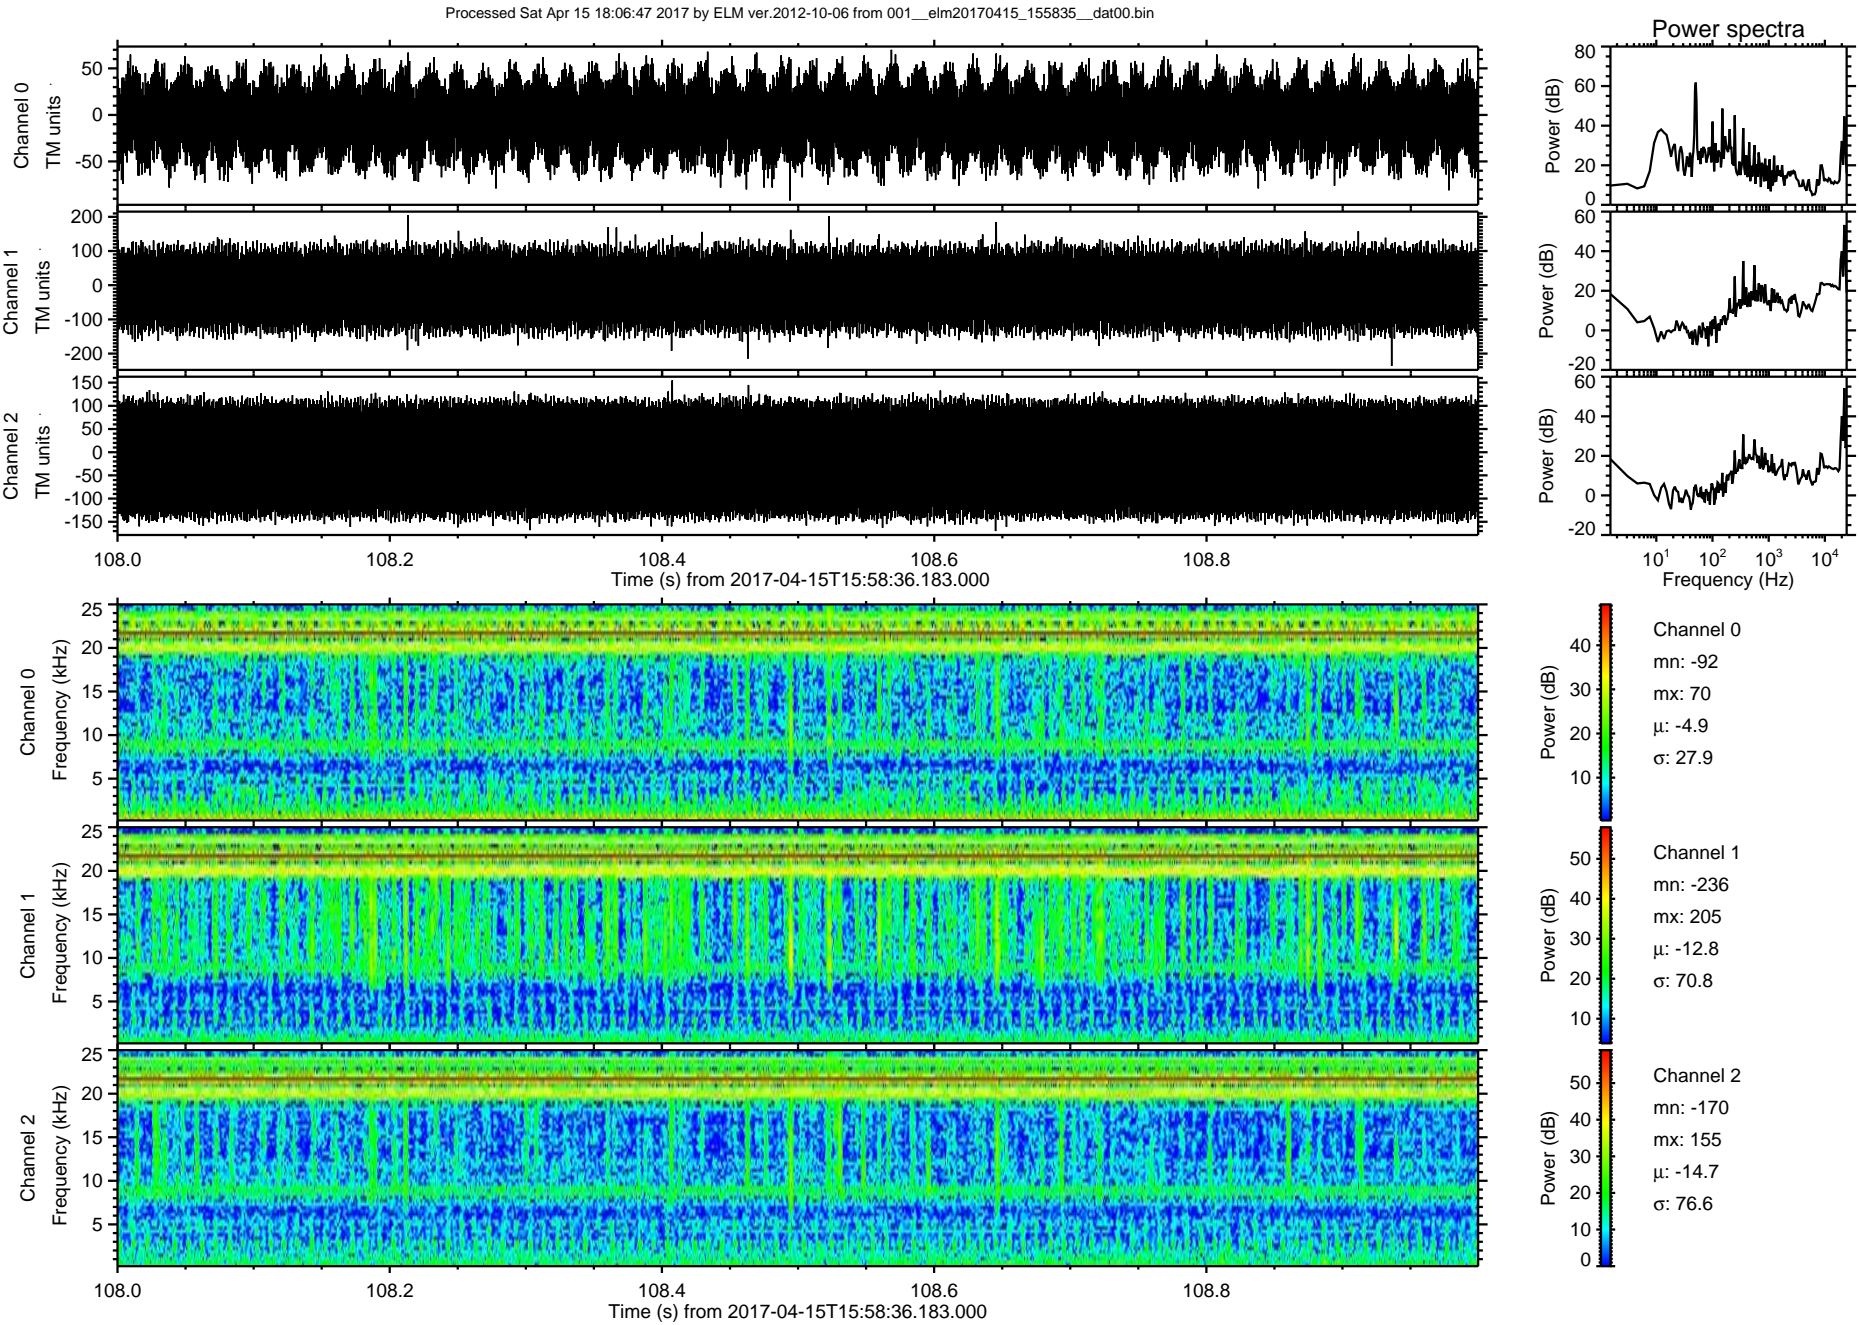 Processed Sat Apr 15 18:06:47 2017 by ELM ver.2012-10-06 from 001__elm20170415_155835__dat00.bin
Power spectra
Channel 0
TM units
50
0
-50
Power (dB)
80
60
40
20
0
Channel 1
TM units
200
100
0
-100
-200
Power (dB)
60
40
20
0
-20
Channel 2
TM units
150
100
50
0
-50
-100
-150
Power (dB)
60
40
20
0
-20
108.0 108.2 108.4 108.6 108.8
Time (s) from 2017-04-15T15:58:36.183.000
10^1 10^2 10^3 10^4
Frequency (Hz)
Channel 0
Frequency (kHz)
25
20
15
10
5
Power (dB)
40
30
20
10
Channel 0
mn: -92
mx: 70
μ: -4.9
σ: 27.9
Channel 1
Frequency (kHz)
25
20
15
10
5
Power (dB)
50
40
30
20
10
Channel 1
mn: -236
mx: 205
μ: -12.8
σ: 70.8
Channel 2
Frequency (kHz)
25
20
15
10
5
Power (dB)
50
40
30
20
10
0
Channel 2
mn: -170
mx: 155
μ: -14.7
σ: 76.6
108.0 108.2 108.4 108.6 108.8
Time (s) from 2017-04-15T15:58:36.183.000